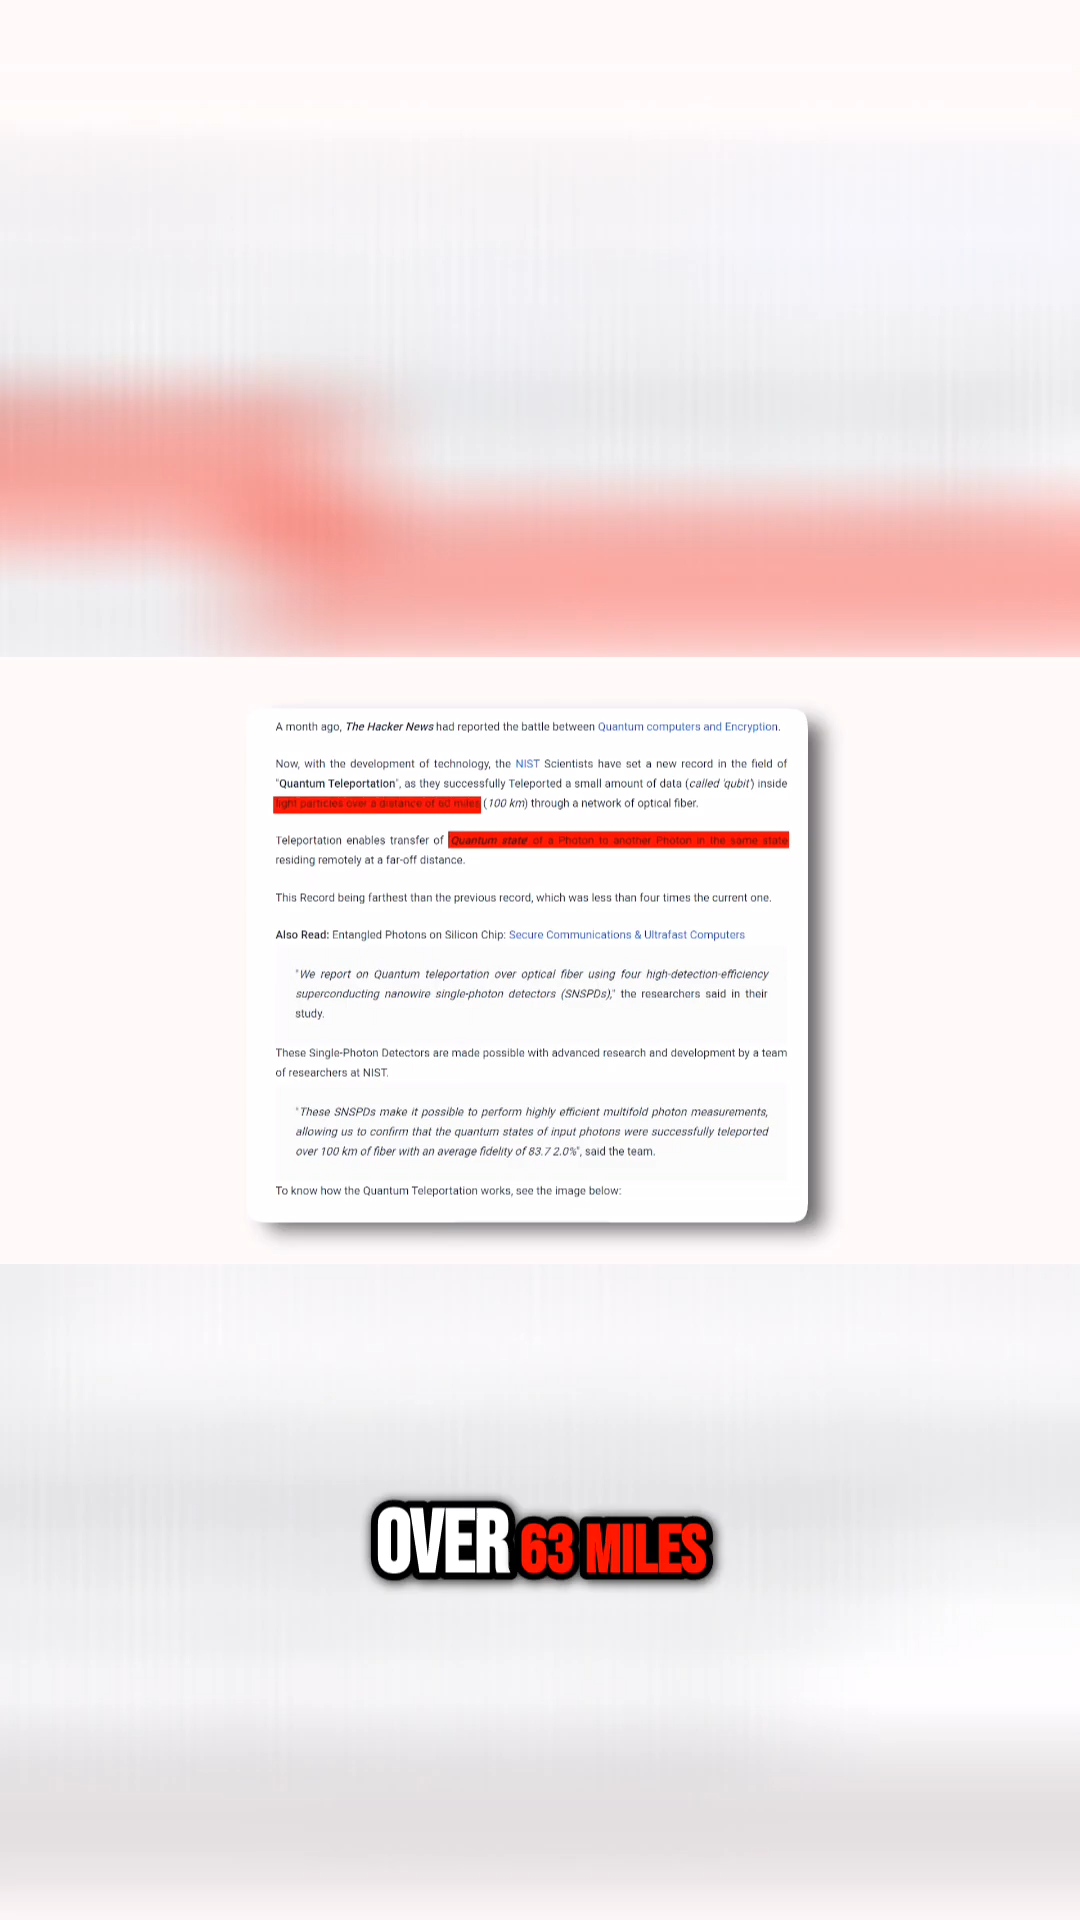 A month ago, The Hacker News had reported the battle between Quantum computers and Encryption.
Now, with the development of technology, the NIST Scientists have set a new record in the field of
"Quantum Teleportation", as they successfully Teleported a small amount of data (called 'qubit') inside
light particles over a distance of 60 miles (100 km) through a network of optical fiber.
Teleportation enables transfer of Quantum state of a Photon to another Photon in the same state
residing remotely at a far-off distance.
This Record being farthest than the previous record, which was less than four times the current one.
Also Read: Entangled Photons on Silicon Chip: Secure Communications & Ultrafast Computers
"We report on Quantum teleportation over optical fiber using four high-detection-efficiency
superconducting nanowire single-photon detectors (SNSPDs)," the researchers said in their
study.
These Single-Photon Detectors are made possible with advanced research and development by a team
of researchers at NIST.
"These SNSPDs make it possible to perform highly efficient multifold photon measurements,
allowing us to confirm that the quantum states of input photons were successfully teleported
over 100 km of fiber with an average fidelity of 83.7 2.0%", said the team.
To know how the Quantum Teleportation works, see the image below:
OVER 63 MILES